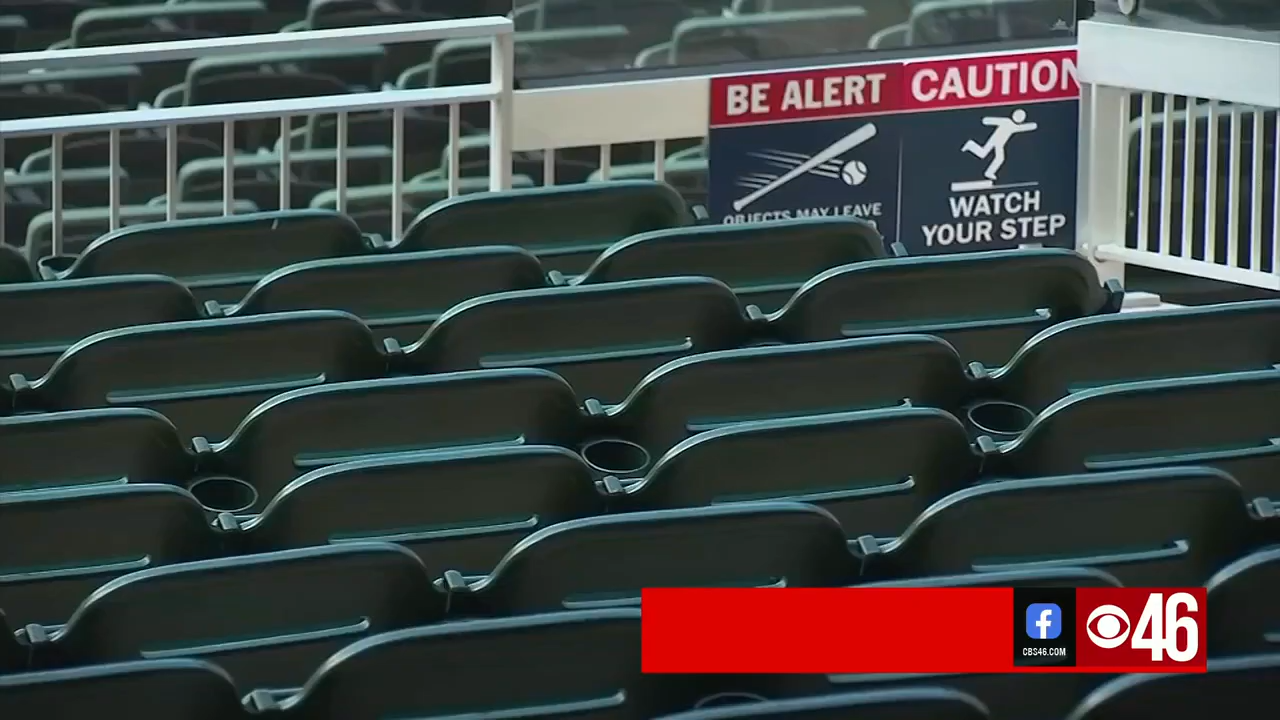 BE ALERT
OBJECTS MAY LEAVE
CAUTION
WATCH
YOUR STEP
CBS46.COM
46